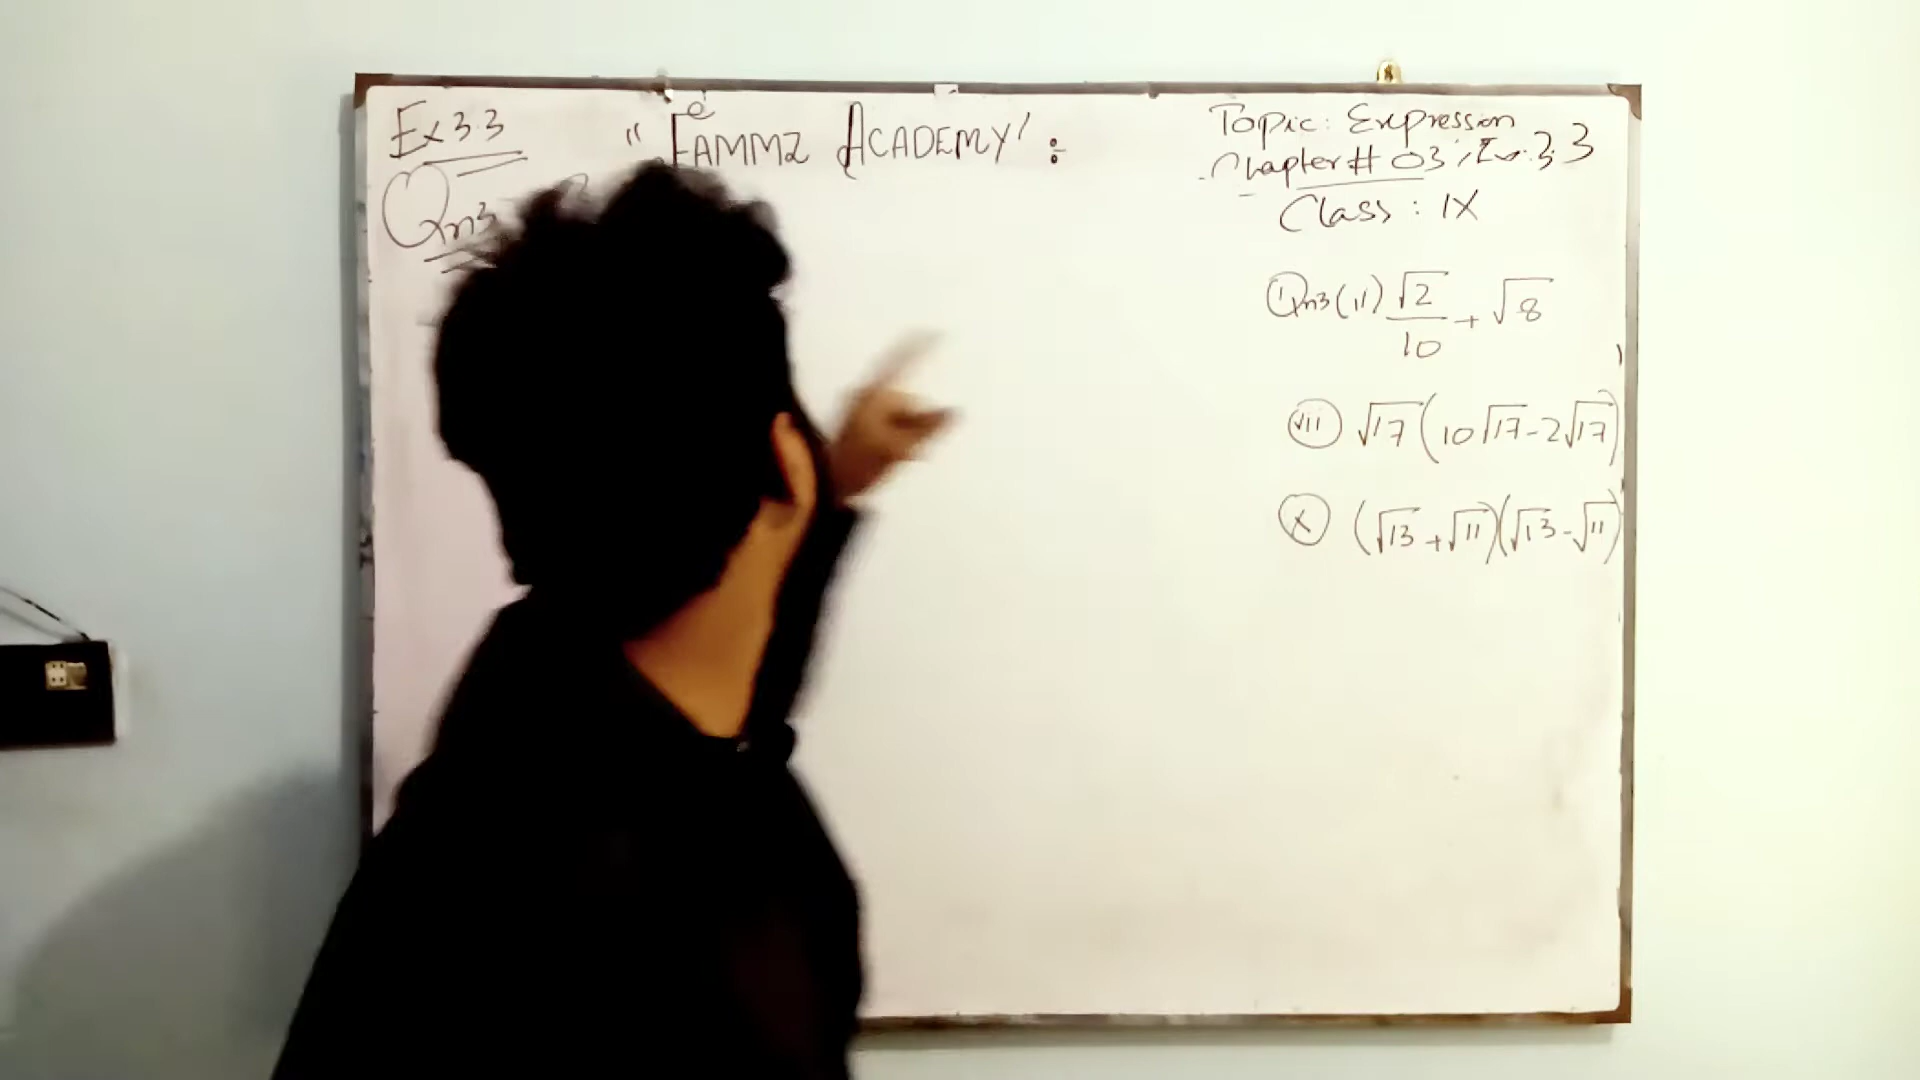 Ex 3.3
" Fammz Academy' :
Topic: Expression
Chapter # 03, Ex.3.3
Class : IX
Qn3
Qn3 (ii) √2/10 + √8
(vii) √17 (10√17 - 2√17)
(x) (√13 + √11)(√13 - √11)